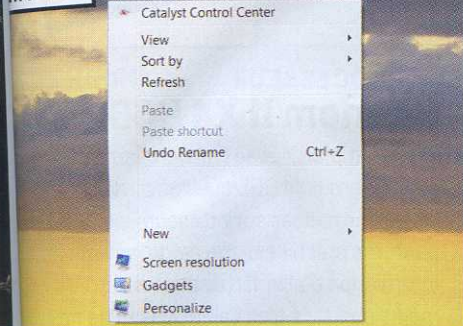 Catalyst Control Center
View
Sort by
Refresh
Paste
Paste shortcut
Undo Rename Ctrl+Z
New
Screen resolution
Gadgets
Personalize